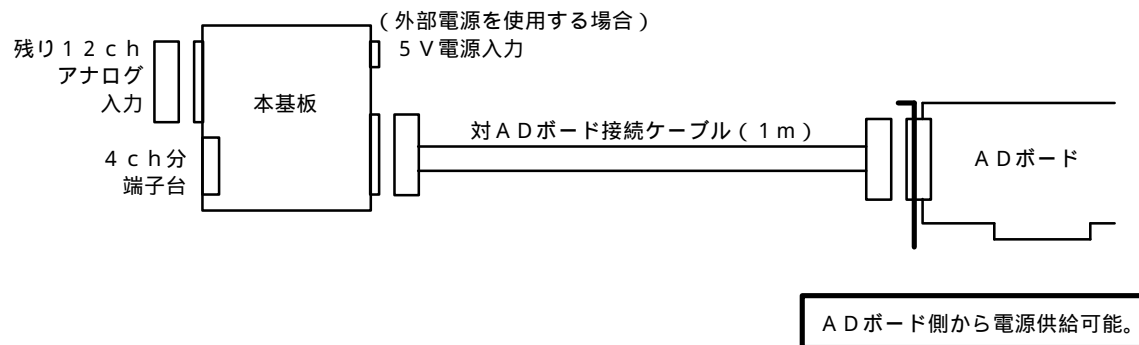 （外部電源を使用する場合）
５Ｖ電源入力
残り１２ｃｈ
アナログ
入力
本基板
４ｃｈ分
端子台
対ＡＤボード接続ケーブル（１ｍ）
ＡＤボード
ＡＤボード側から電源供給可能。